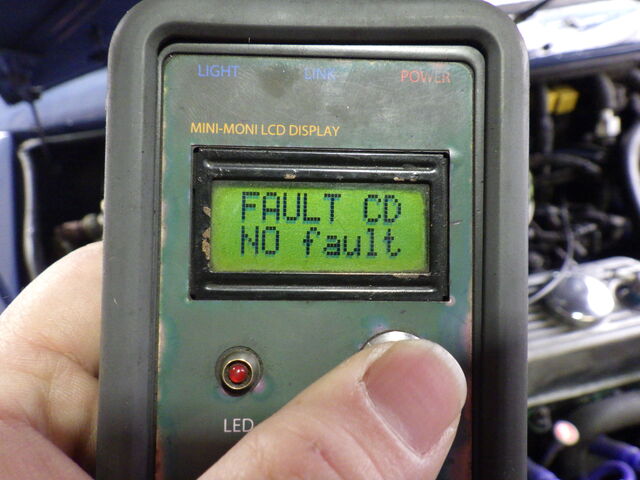 LIGHT LINK POWER
MINI-MONI LCD DISPLAY
FAULT CD
NO fault
LED